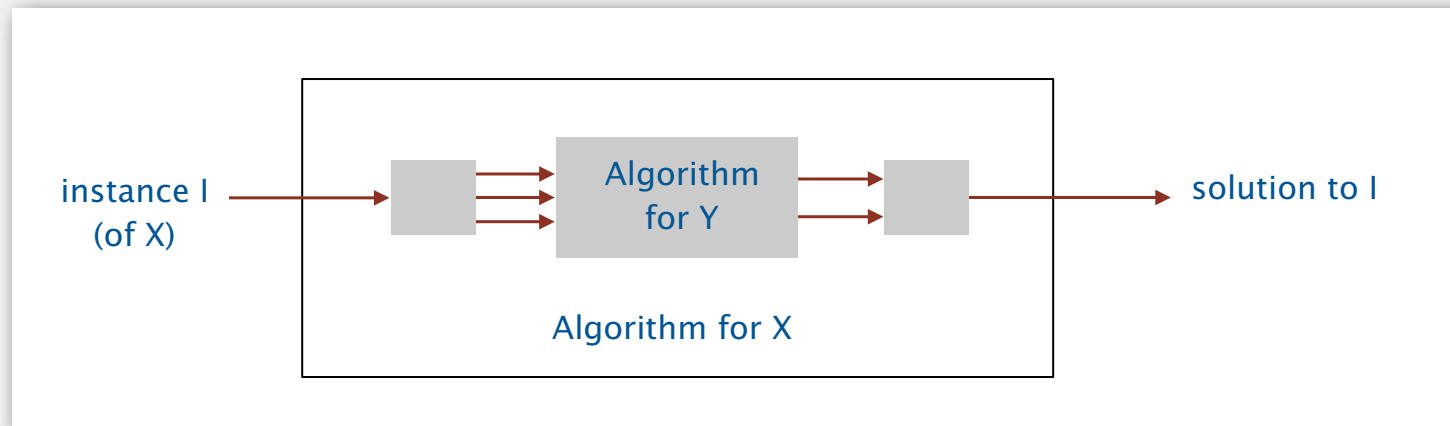 instance I
(of X)
Algorithm
for Y
solution to I
Algorithm for X